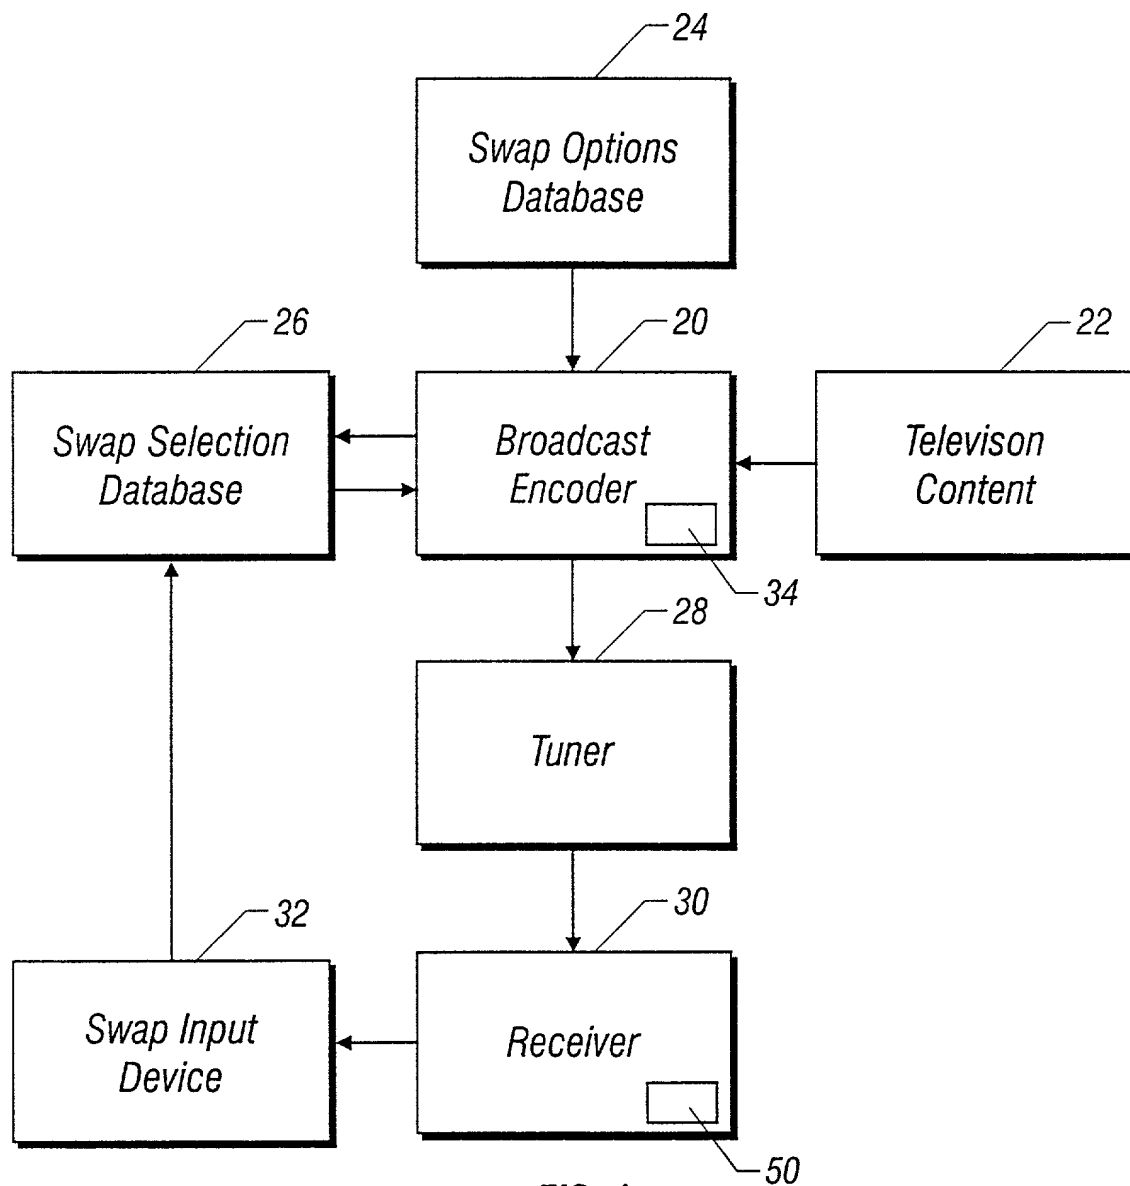 24
Swap Options
Database
26
20
22
Swap Selection
Database
Broadcast
Encoder
Televison
Content
34
28
Tuner
32
30
Swap Input
Device
Receiver
50